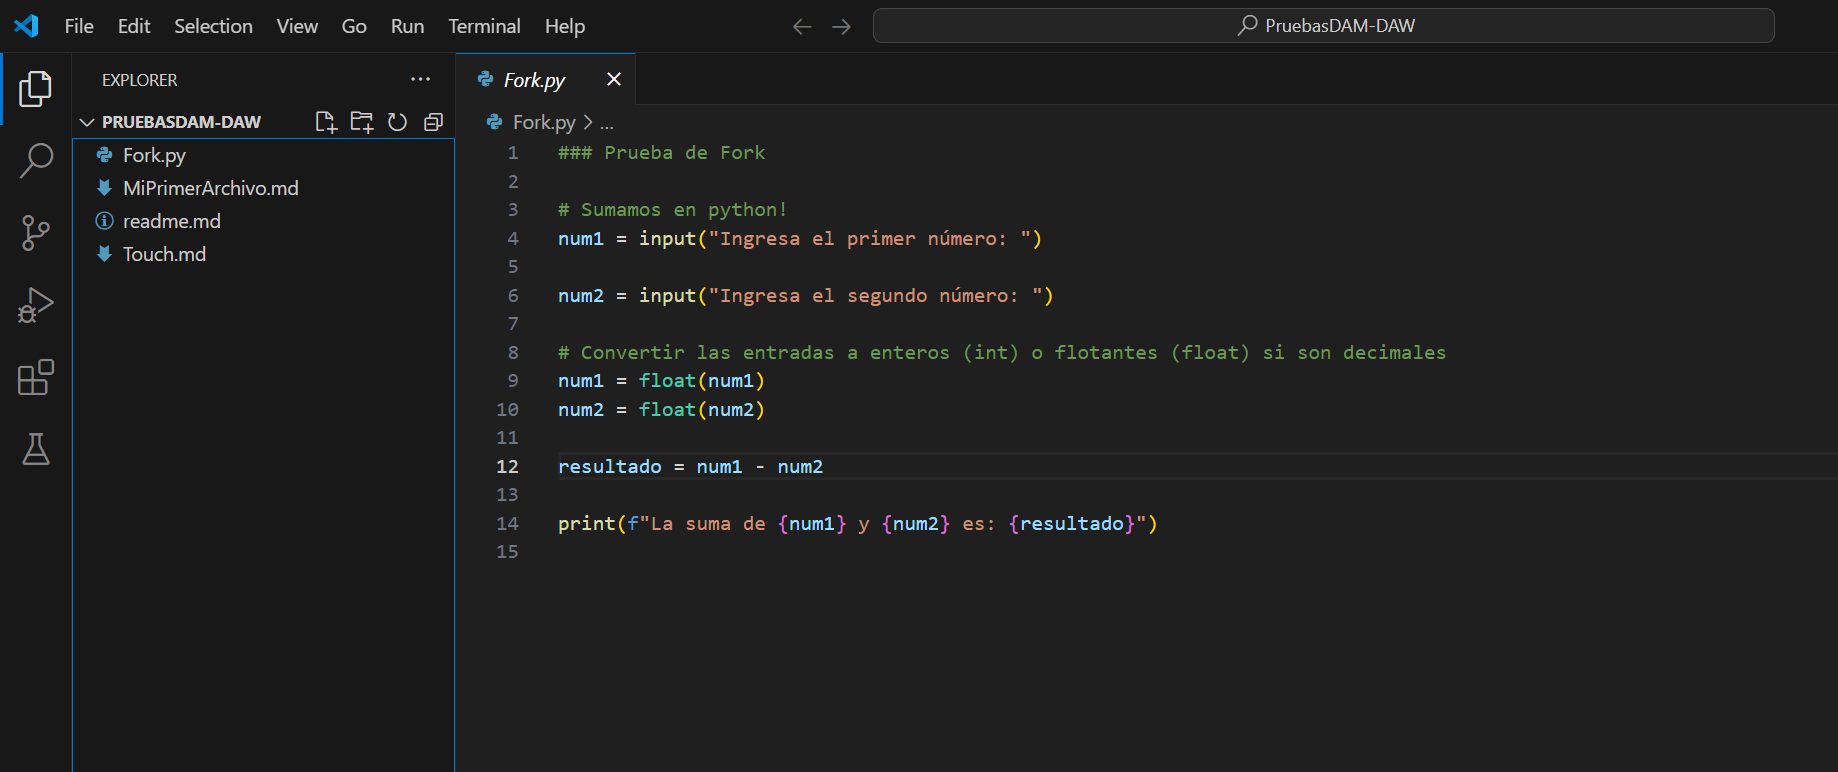 File Edit Selection View Go Run Terminal Help
PruebasDAM-DAW
EXPLORER
PRUEBASDAM-DAW
Fork.py
MiPrimerArchivo.md
readme.md
Touch.md
Fork.py
Fork.py > ...
1 ### Prueba de Fork
2
3 # Sumamos en python!
4 num1 = input("Ingresa el primer número: ")
5
6 num2 = input("Ingresa el segundo número: ")
7
8 # Convertir las entradas a enteros (int) o flotantes (float) si son decimales
9 num1 = float(num1)
10 num2 = float(num2)
11
12 resultado = num1 - num2
13
14 print(f"La suma de {num1} y {num2} es: {resultado}")
15